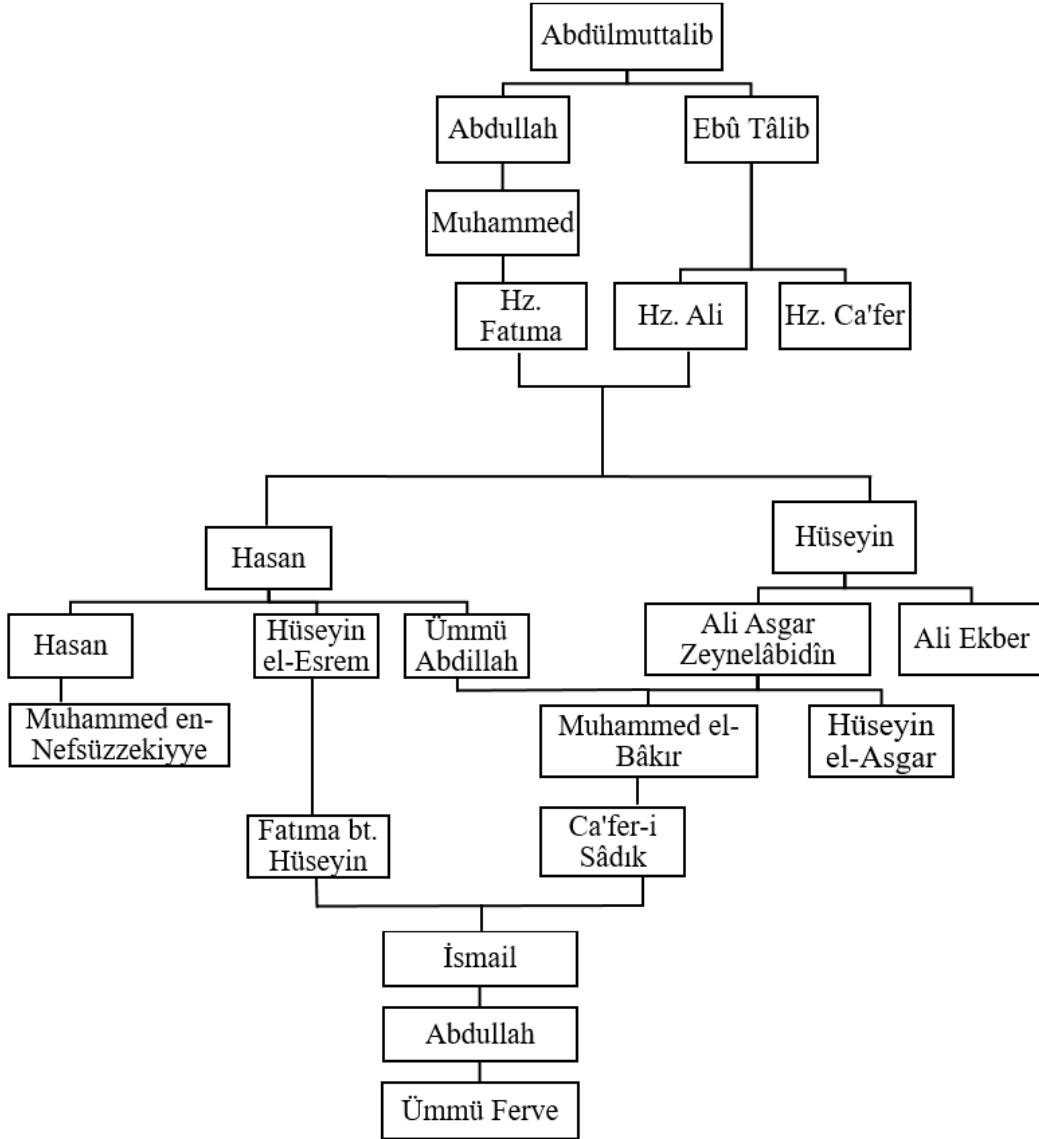 Abdülmuttalib
Abdullah
Ebû Tâlib
Muhammed
Hz.
Fatıma
Hz. Ali
Hz. Ca'fer
Hasan
Hüseyin
Hasan
Hüseyin
el-Esrem
Ümmü
Abdillah
Ali Asgar
Zeynelâbidîn
Ali Ekber
Muhammed en-
Nefsüzzekiyye
Muhammed el-
Bâkır
Hüseyin
el-Asgar
Fatıma bt.
Hüseyin
Ca'fer-i
Sâdık
İsmail
Abdullah
Ümmü Ferve